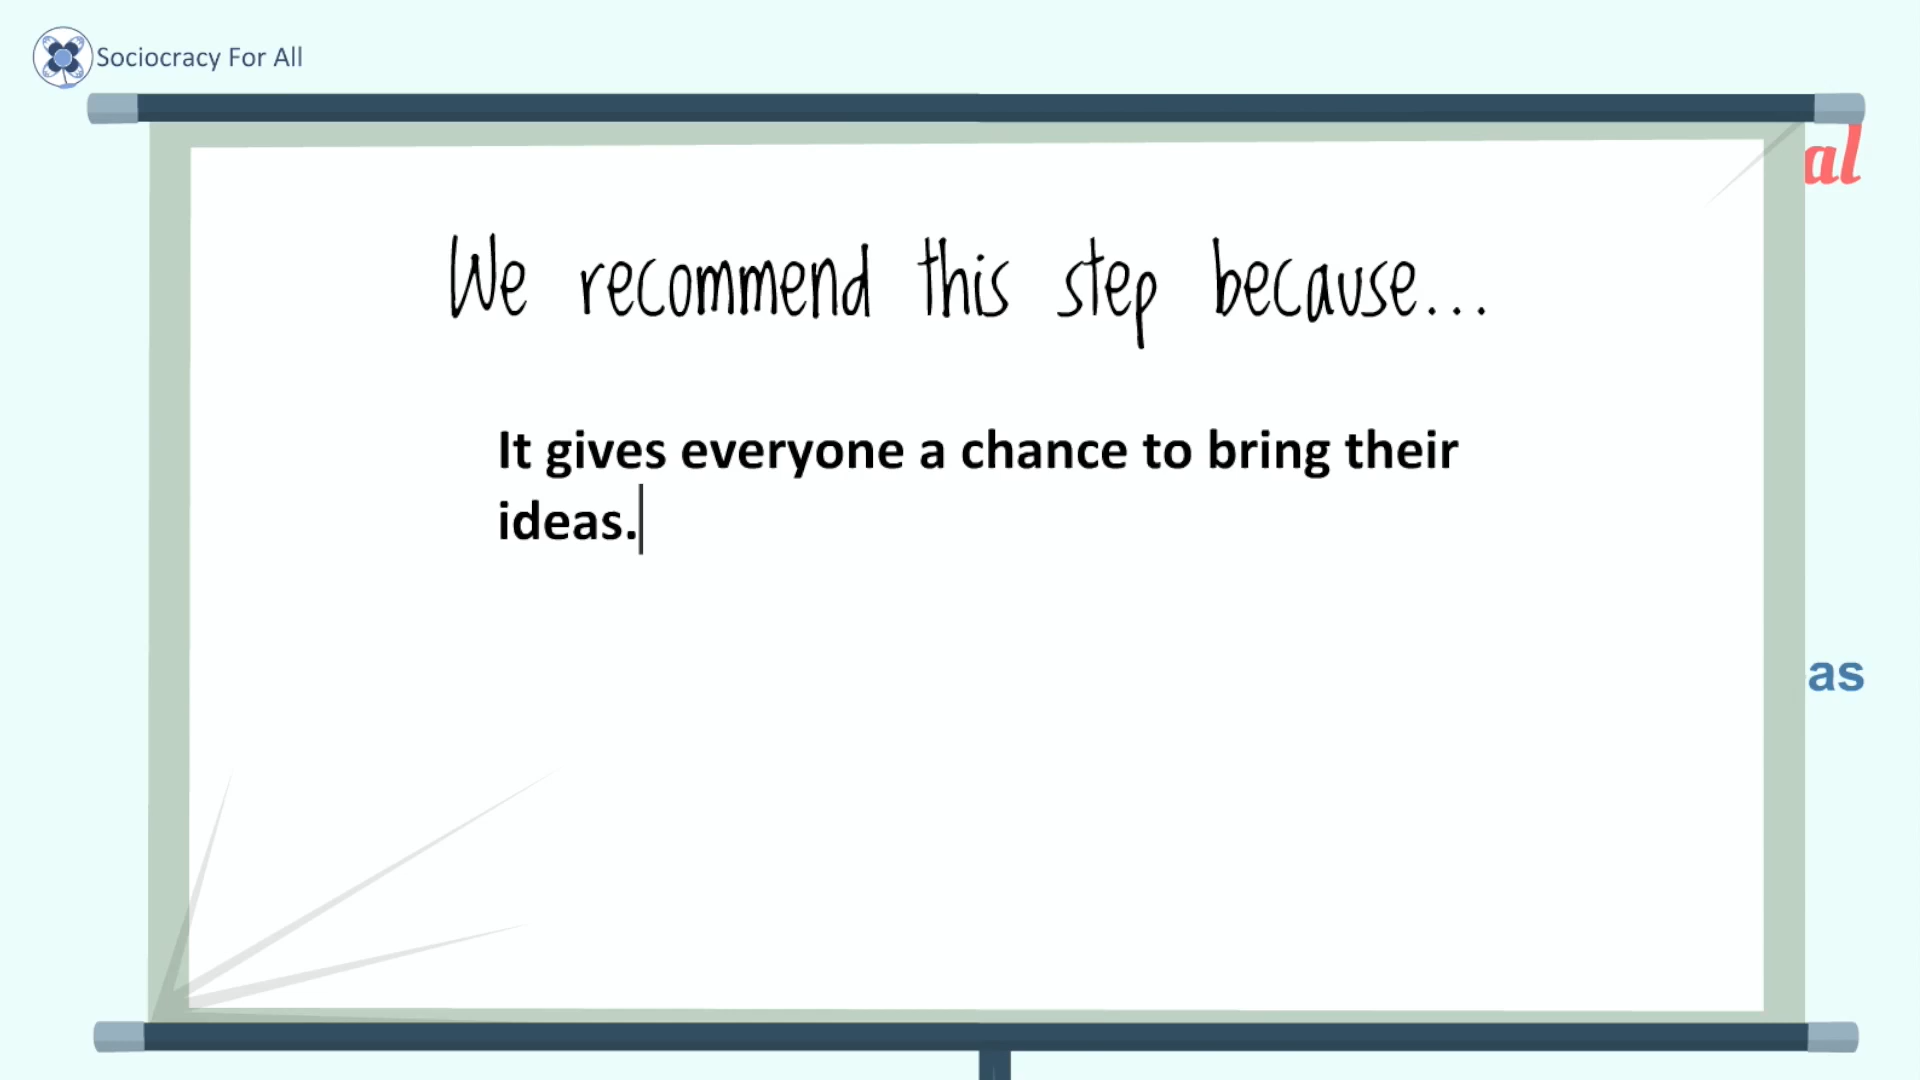 Sociocracy For All
al
We recommend this step because...
It gives everyone a chance to bring their
ideas.
as